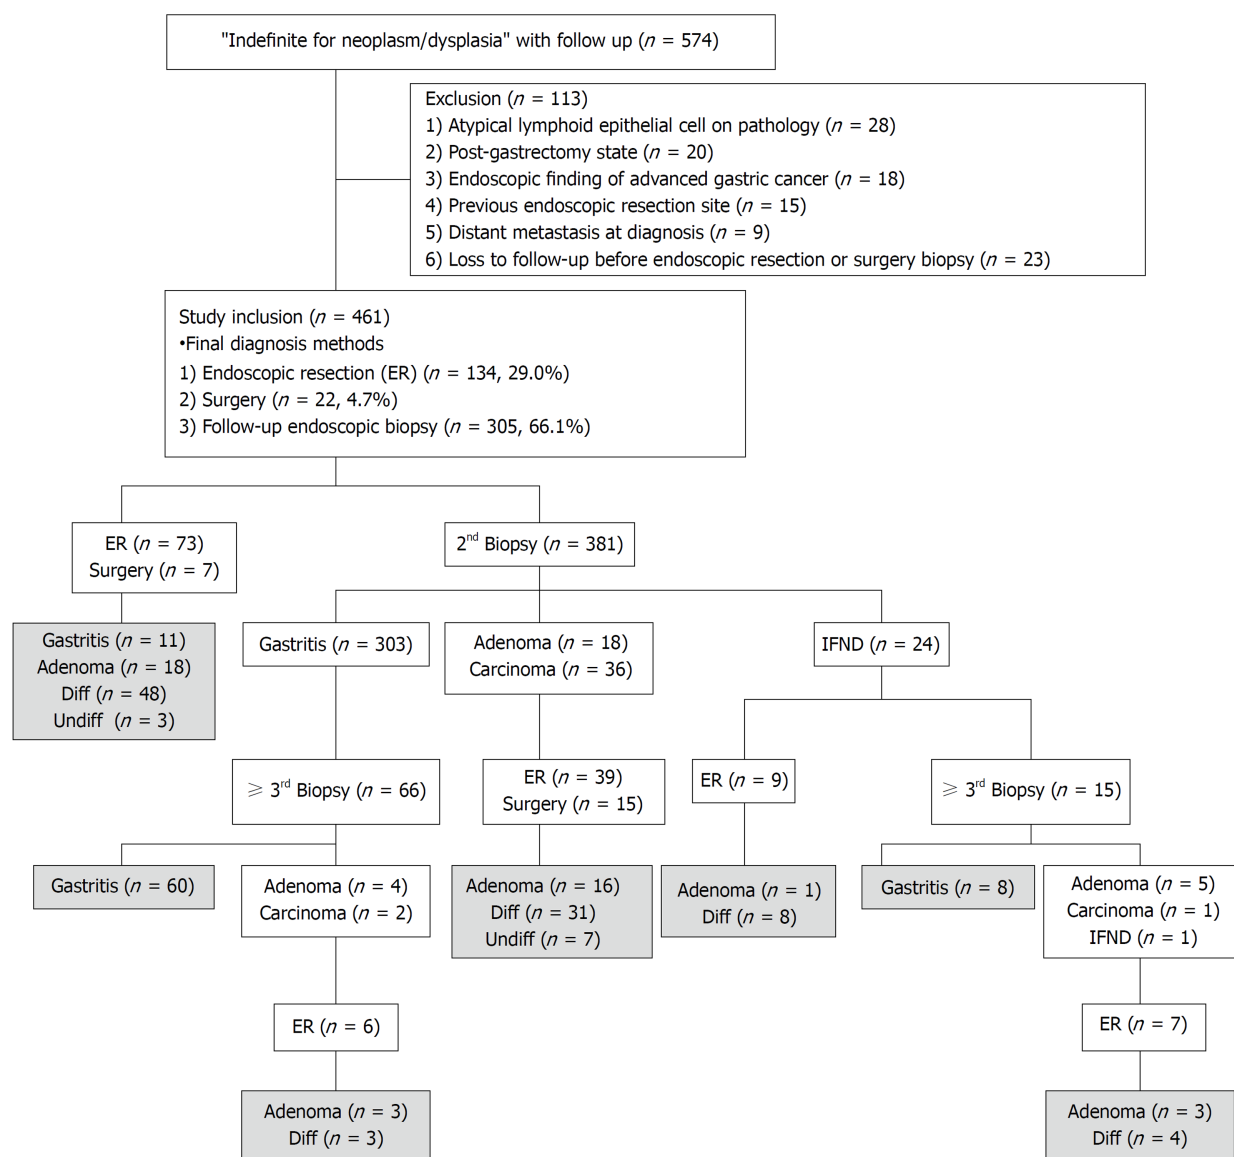 "Indefinite for neoplasm/dysplasia" with follow up (n = 574)
Exclusion (n = 113)
1) Atypical lymphoid epithelial cell on pathology (n = 28)
2) Post-gastrectomy state (n = 20)
3) Endoscopic finding of advanced gastric cancer (n = 18)
4) Previous endoscopic resection site (n = 15)
5) Distant metastasis at diagnosis (n = 9)
6) Loss to follow-up before endoscopic resection or surgery biopsy (n = 23)
Study inclusion (n = 461)
•Final diagnosis methods
1) Endoscopic resection (ER) (n = 134, 29.0%)
2) Surgery (n = 22, 4.7%)
3) Follow-up endoscopic biopsy (n = 305, 66.1%)
ER (n = 73)
Surgery (n = 7)
2nd Biopsy (n = 381)
Gastritis (n = 11)
Adenoma (n = 18)
Diff (n = 48)
Undiff (n = 3)
Gastritis (n = 303)
Adenoma (n = 18)
Carcinoma (n = 36)
IFND (n = 24)
≥ 3rd Biopsy (n = 66)
ER (n = 39)
Surgery (n = 15)
ER (n = 9)
≥ 3rd Biopsy (n = 15)
Gastritis (n = 60)
Adenoma (n = 4)
Carcinoma (n = 2)
Adenoma (n = 16)
Diff (n = 31)
Undiff (n = 7)
Adenoma (n = 1)
Diff (n = 8)
Gastritis (n = 8)
Adenoma (n = 5)
Carcinoma (n = 1)
IFND (n = 1)
ER (n = 6)
ER (n = 7)
Adenoma (n = 3)
Diff (n = 3)
Adenoma (n = 3)
Diff (n = 4)